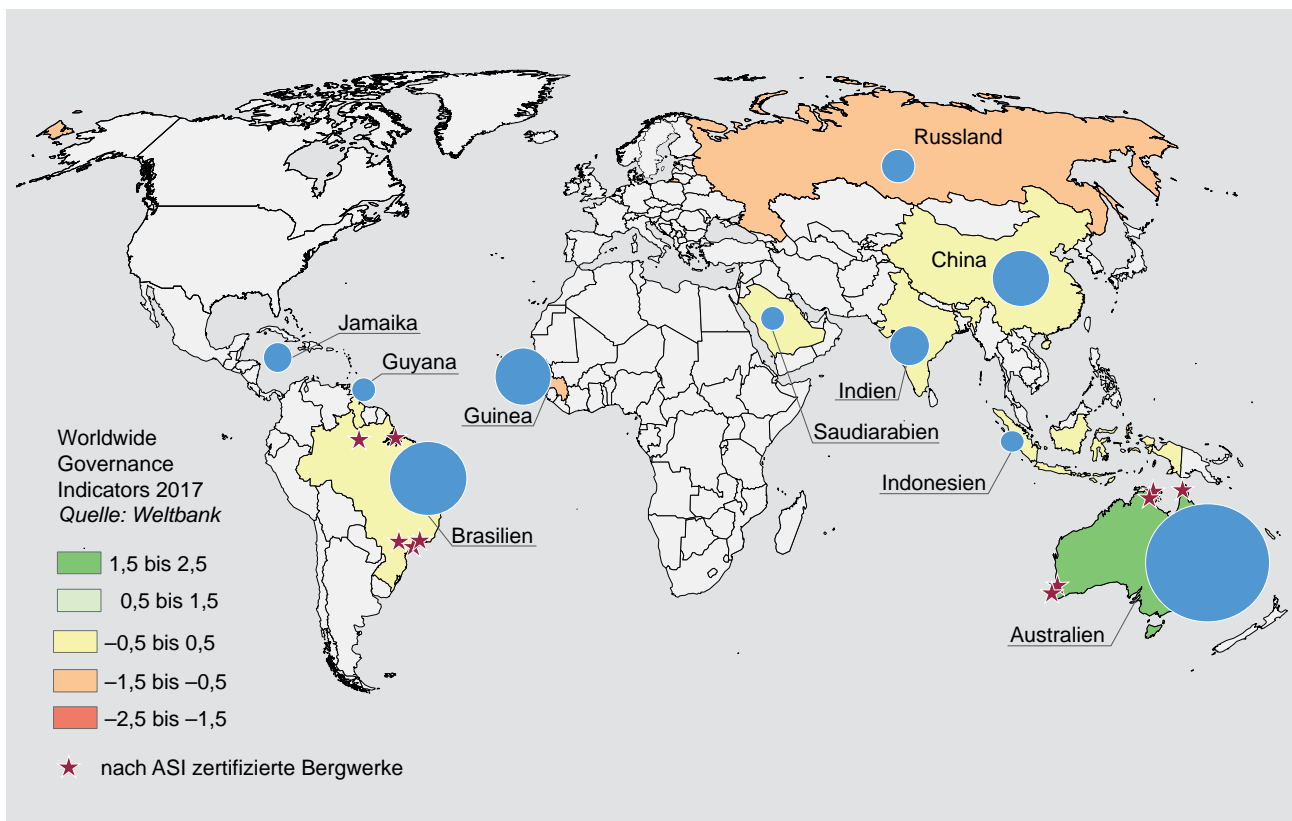 Russland
China
Jamaika
Guyana
Guinea
Indien
Saudiarabien
Indonesien
Brasilien
Australien
Worldwide
Governance
Indicators 2017
Quelle: Weltbank
1,5 bis 2,5
0,5 bis 1,5
–0,5 bis 0,5
–1,5 bis –0,5
–2,5 bis –1,5
nach ASI zertifizierte Bergwerke